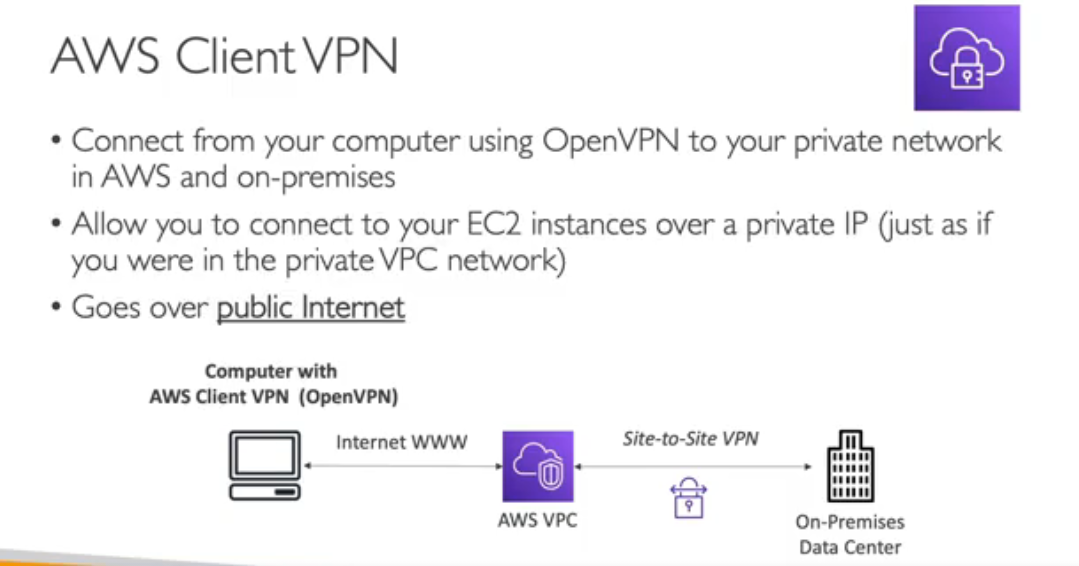 AWS Client VPN
• Connect from your computer using OpenVPN to your private network
in AWS and on-premises
• Allow you to connect to your EC2 instances over a private IP (just as if
you were in the private VPC network)
• Goes over public Internet
Computer with
AWS Client VPN (OpenVPN)
Internet WWW
Site-to-Site VPN
AWS VPC
On-Premises
Data Center